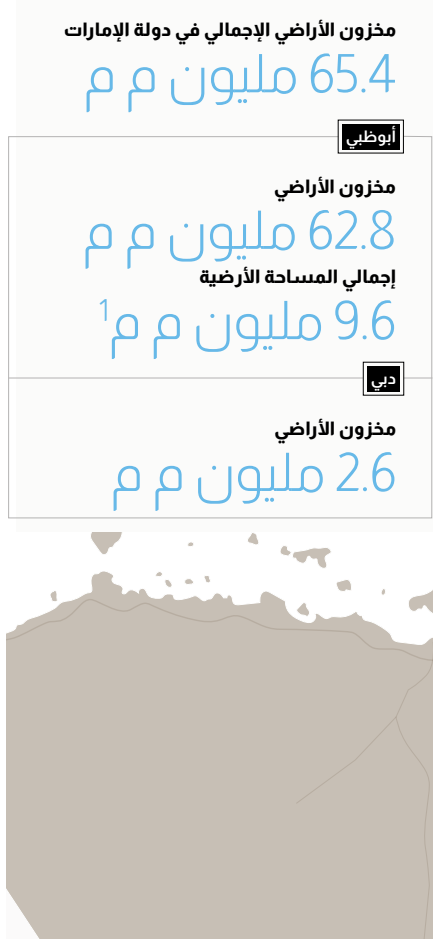 مخزون الأراضي الإجمالي في دولة الإمارات
65.4 مليون م م
أبوظبي
مخزون الأراضي
62.8 مليون م م
إجمالي المساحة الأرضية
9.6 مليون م م1
دبي
مخزون الأراضي
2.6 مليون م م